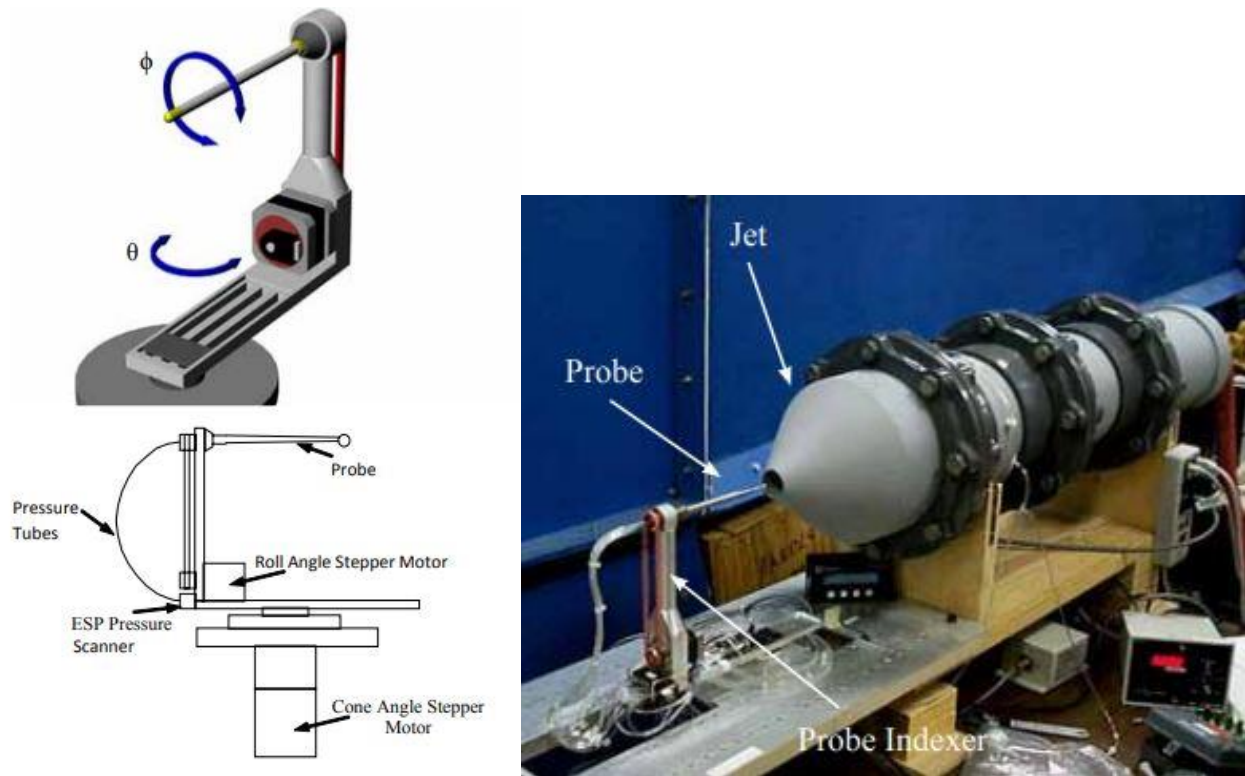 ϕ
θ
Probe
Pressure
Tubes
Roll Angle Stepper Motor
ESP Pressure
Scanner
Cone Angle Stepper
Motor
Jet
Probe
Probe Indexer